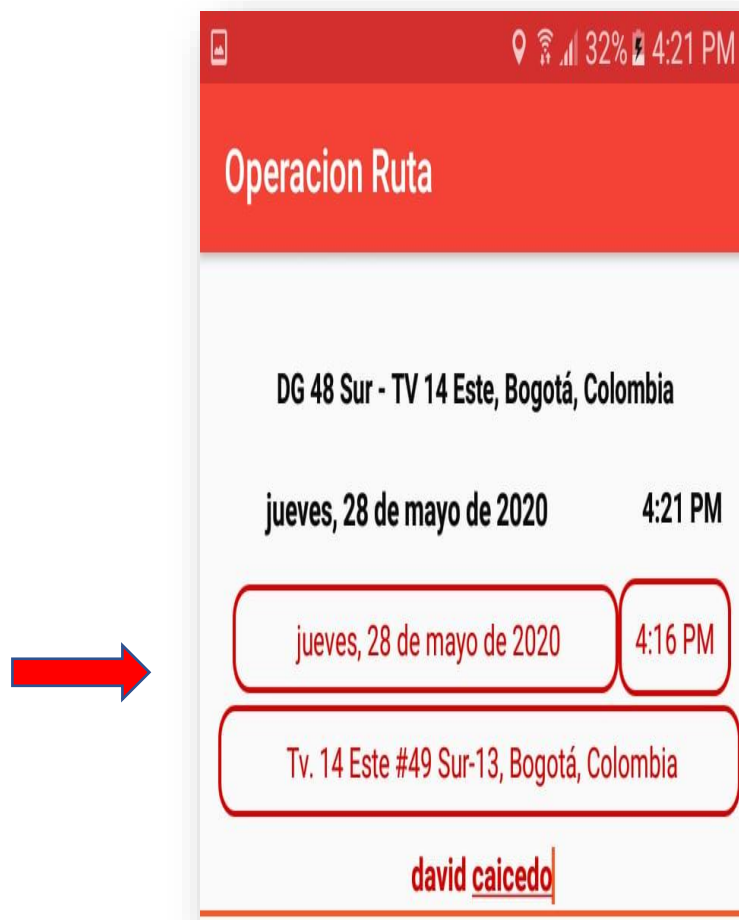 32% 4:21 PM
Operacion Ruta
DG 48 Sur - TV 14 Este, Bogotá, Colombia
jueves, 28 de mayo de 2020 4:21 PM
jueves, 28 de mayo de 2020 4:16 PM
Tv. 14 Este #49 Sur-13, Bogotá, Colombia
david caicedo